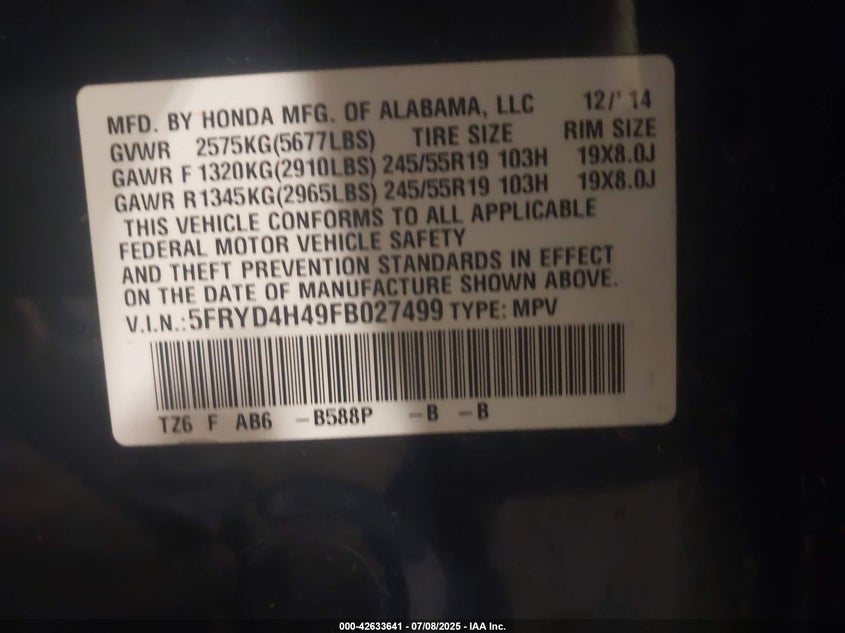 MFD. BY HONDA MFG. OF ALABAMA, LLC 12/'14
GVWR 2575KG(5677LBS) TIRE SIZE RIM SIZE
GAWR F 1320KG(2910LBS) 245/55R19 103H 19X8.0J
GAWR R1345KG(2965LBS) 245/55R19 103H 19X8.0J
THIS VEHICLE CONFORMS TO ALL APPLICABLE
FEDERAL MOTOR VEHICLE SAFETY
AND THEFT PREVENTION STANDARDS IN EFFECT
ON THE DATE OF MANUFACTURE SHOWN ABOVE.
V.I.N.:5FRYD4H49FB027499 TYPE: MPV
TZ6 F AB6 -B588P -B -B
000-42633641 / 07/08/2025 - IAA Inc.